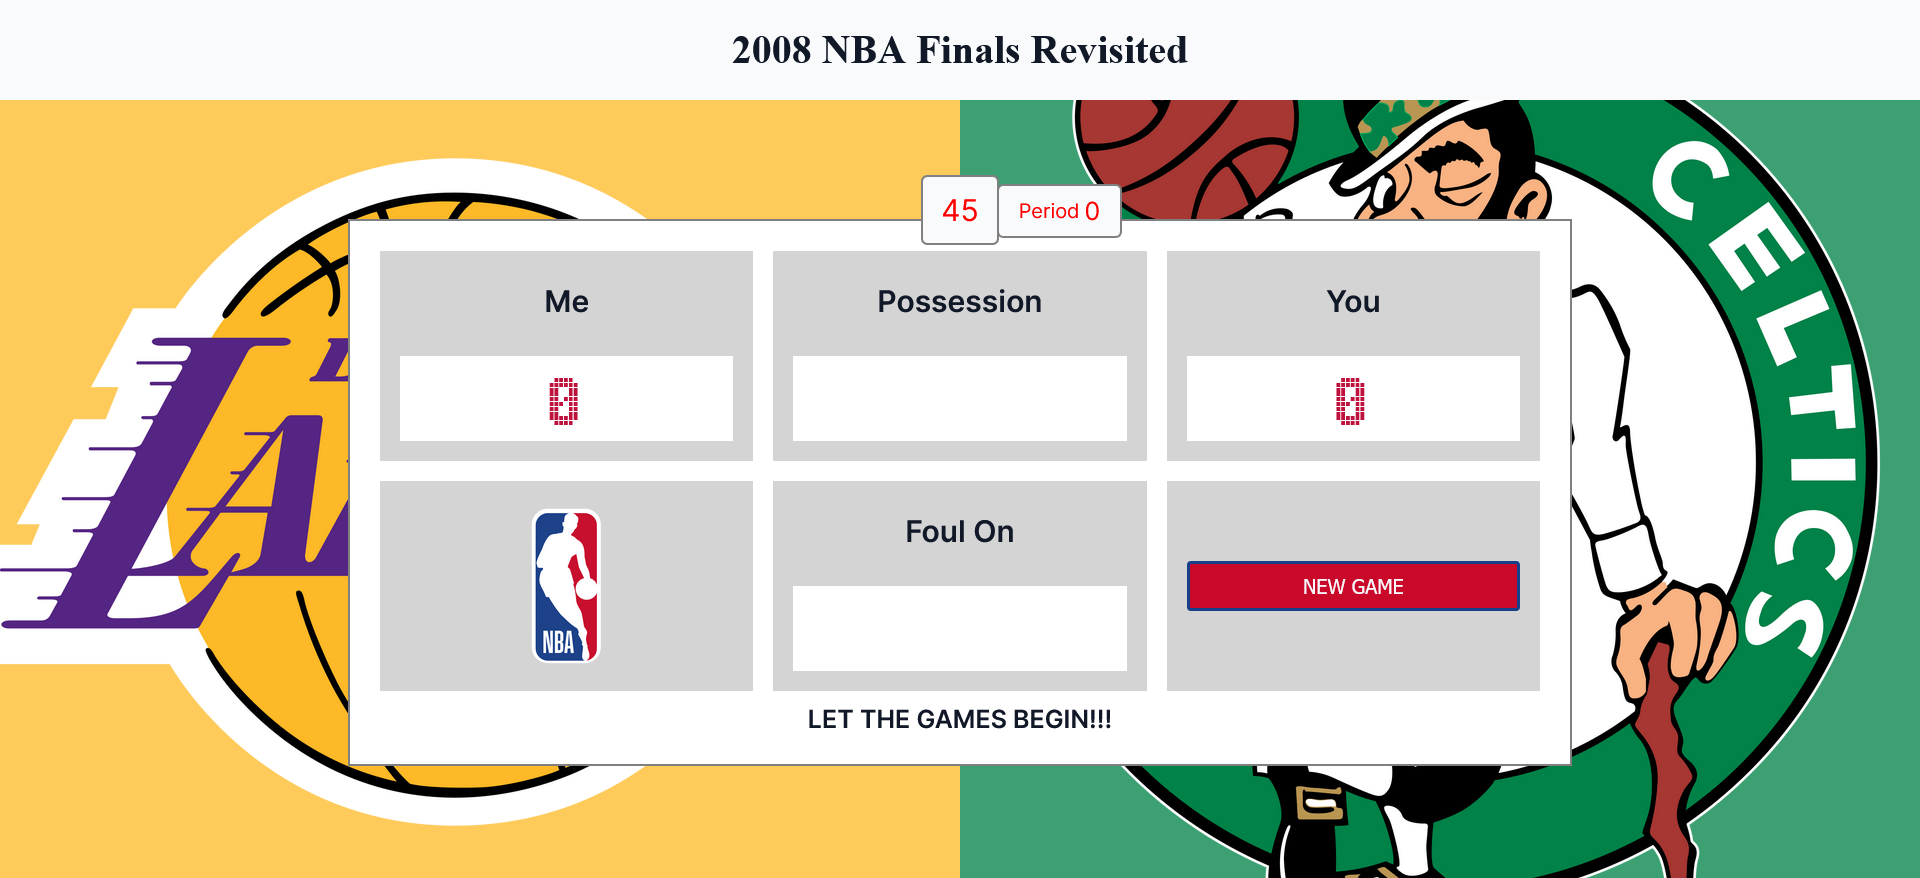 2008 NBA Finals Revisited
45
Period 0
Me
Possession
You
0
0
Foul On
NBA
NEW GAME
LET THE GAMES BEGIN!!!
CELTICS